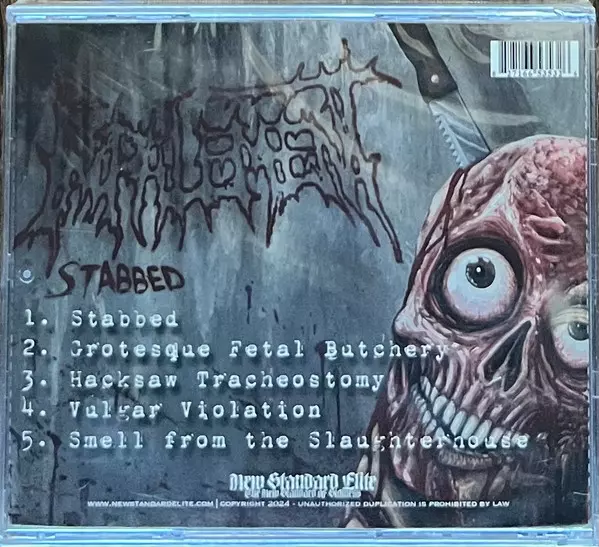 STABBED
1. Stabbed
2. Grotesque Fetal Butchery
3. Hacksaw Tracheostomy
4. Vulgar Violation
5. Smell from the Slaughterhouse
New Standard Elite
WWW.NEWSTANDARDELITE.COM | COPYRIGHT 2024 - UNAUTHORIZED DUPLICATION IS PROHIBITED BY LAW